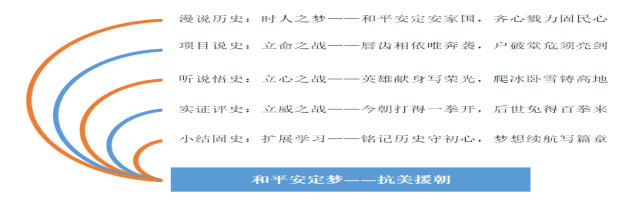 漫说历史：时人之梦——和平安定安家国，齐心戮力固民心
项目说史：立命之战——唇齿相依唯奔袭，户破堂危须亮剑
听说悟史：立心之战——英雄献身写荣光，爬冰卧雪铸高地
实证评史：立威之战——今朝打得一拳开，后世免得百拳来
小结固史：扩展学习——铭记历史守初心，梦想续航写篇章
和平安定梦——抗美援朝